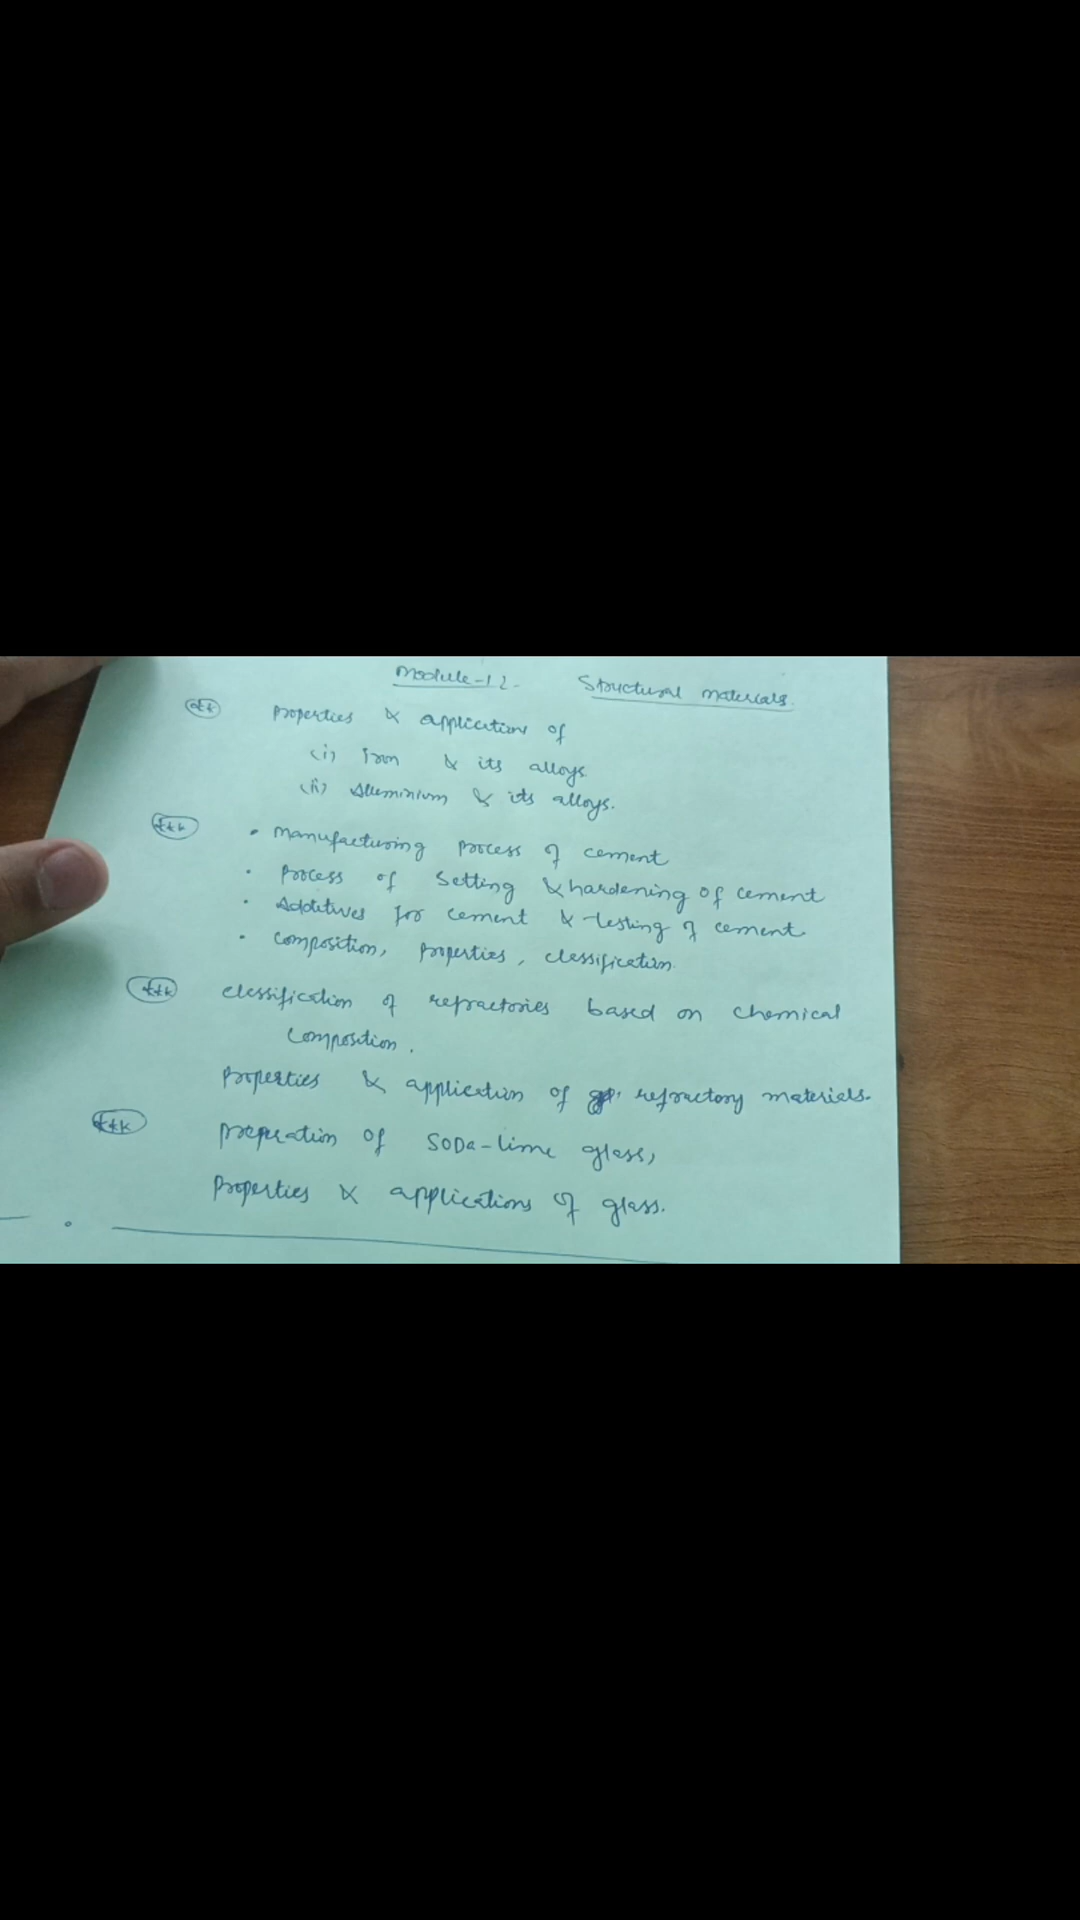 Module-12. Structural materials.
*** Properties & applications of
(i) Iron & its alloys.
(ii) Aluminium & its alloys.
*** • Manufacturing process of cement
• Process of Setting & hardening of cement
• Additives for cement & testing of cement
• Composition, properties, classification.
*** Classification of refractories based on chemical
composition.
Properties & application of refractory materials.
*** Preparation of SODa-lime glass,
Properties & applications of glass.